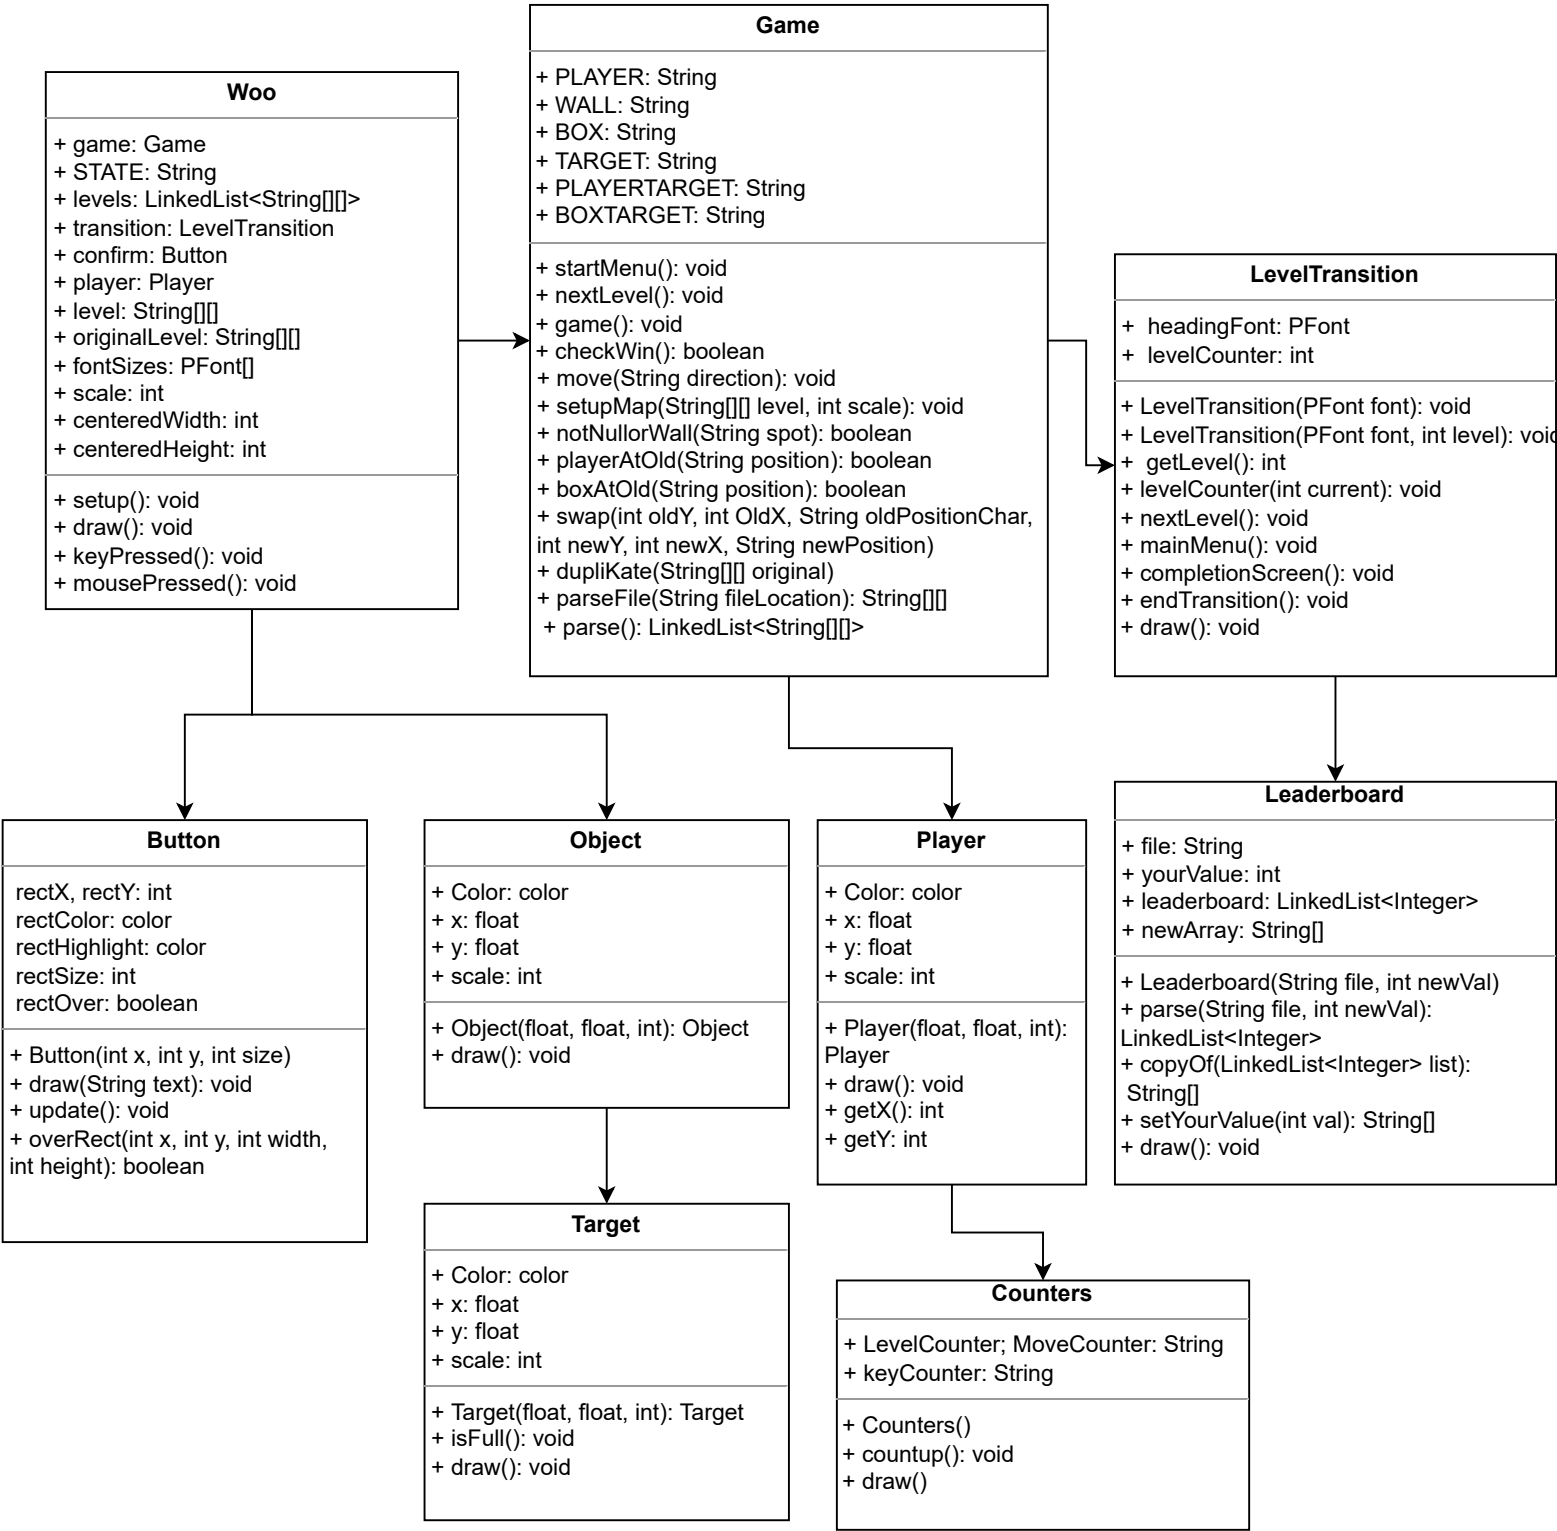 Woo
+ game: Game
+ STATE: String
+ levels: LinkedList<String[][]>
+ transition: LevelTransition
+ confirm: Button
+ player: Player
+ level: String[][]
+ originalLevel: String[][]
+ fontSizes: PFont[]
+ scale: int
+ centeredWidth: int
+ centeredHeight: int
+ setup(): void
+ draw(): void
+ keyPressed(): void
+ mousePressed(): void
Game
+ PLAYER: String
+ WALL: String
+ BOX: String
+ TARGET: String
+ PLAYERTARGET: String
+ BOXTARGET: String
+ startMenu(): void
+ nextLevel(): void
+ game(): void
+ checkWin(): boolean
+ move(String direction): void
+ setupMap(String[][] level, int scale): void
+ notNullorWall(String spot): boolean
+ playerAtOld(String position): boolean
+ boxAtOld(String position): boolean
+ swap(int oldY, int OldX, String oldPositionChar,
int newY, int newX, String newPosition)
+ dupliKate(String[][] original)
+ parseFile(String fileLocation): String[][]
+ parse(): LinkedList<String[][]>
LevelTransition
+ headingFont: PFont
+ levelCounter: int
+ LevelTransition(PFont font): void
+ LevelTransition(PFont font, int level): void
+ getLevel(): int
+ levelCounter(int current): void
+ nextLevel(): void
+ mainMenu(): void
+ completionScreen(): void
+ endTransition(): void
+ draw(): void
Button
rectX, rectY: int
rectColor: color
rectHighlight: color
rectSize: int
rectOver: boolean
+ Button(int x, int y, int size)
+ draw(String text): void
+ update(): void
+ overRect(int x, int y, int width,
int height): boolean
Object
+ Color: color
+ x: float
+ y: float
+ scale: int
+ Object(float, float, int): Object
+ draw(): void
Player
+ Color: color
+ x: float
+ y: float
+ scale: int
+ Player(float, float, int):
Player
+ draw(): void
+ getX(): int
+ getY: int
Leaderboard
+ file: String
+ yourValue: int
+ leaderboard: LinkedList<Integer>
+ newArray: String[]
+ Leaderboard(String file, int newVal)
+ parse(String file, int newVal):
LinkedList<Integer>
+ copyOf(LinkedList<Integer> list):
String[]
+ setYourValue(int val): String[]
+ draw(): void
Target
+ Color: color
+ x: float
+ y: float
+ scale: int
+ Target(float, float, int): Target
+ isFull(): void
+ draw(): void
Counters
+ LevelCounter; MoveCounter: String
+ keyCounter: String
+ Counters()
+ countup(): void
+ draw()